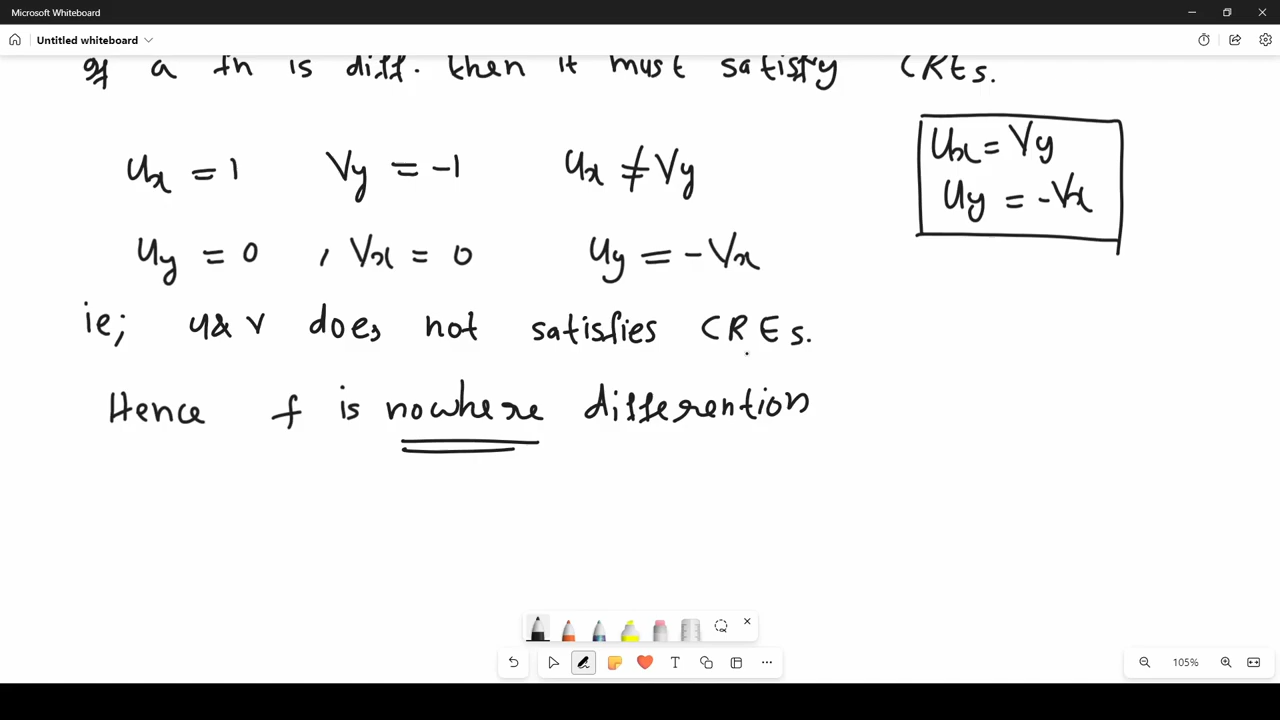 Microsoft Whiteboard
Untitled whiteboard
If a fn is diff. then it must satisfy CREs.
Ux = 1 Vy = -1 Ux ≠ Vy
Ux = Vy
Uy = -Vx
Uy = 0 , Vx = 0 Uy = -Vx
ie; u& v does not satisfies CREs.
Hence f is nowhere differention
105%